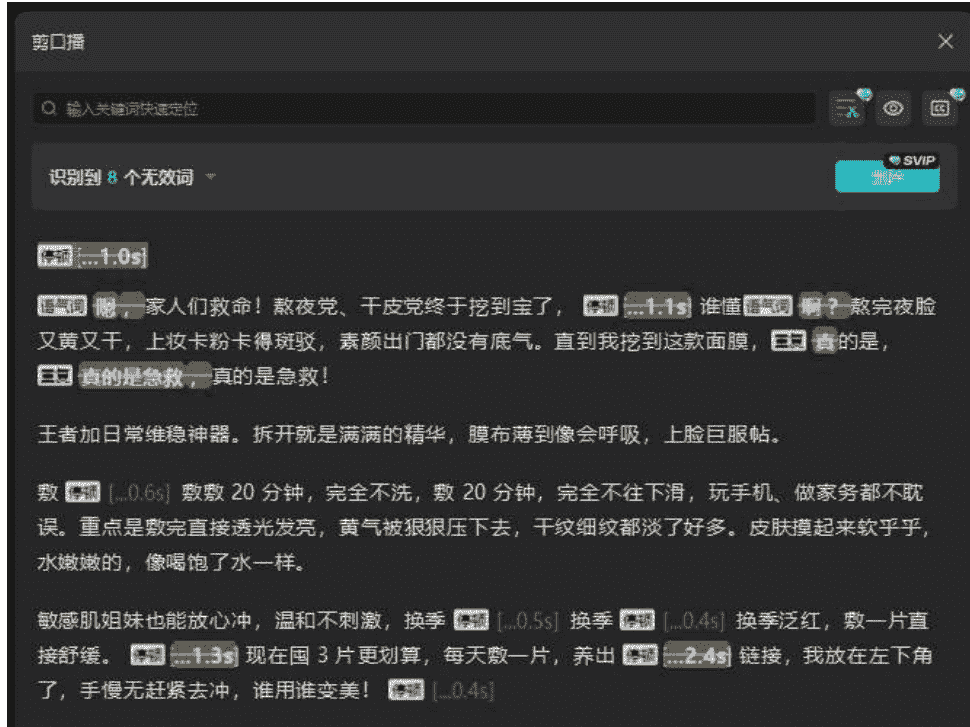 剪口播
输入关键词快速定位
识别到 8 个无效词
SVIP
删除
停顿 [...1.0s]
语气词 嗯，家人们救命！熬夜党、干皮党终于挖到宝了， 停顿 [...1.1s] 谁懂 语气词 啊？熬完夜脸
又黄又干，上妆卡粉卡得斑驳，素颜出门都没有底气。直到我挖到这款面膜， 重复 真的是，
重复 真的是急救，真的是急救！
王者加日常维稳神器。拆开就是满满的精华，膜布薄到像会呼吸，上脸巨服帖。
敷 停顿 [...0.6s] 敷敷 20 分钟，完全不洗，敷 20 分钟，完全不往下滑，玩手机、做家务都不耽
误。重点是敷完直接透光发亮，黄气被狠狠压下去，干纹细纹都淡了好多。皮肤摸起来软乎乎，
水嫩嫩的，像喝饱了水一样。
敏感肌姐妹也能放心冲，温和不刺激，换季 停顿 [...0.5s] 换季 停顿 [...0.4s] 换季泛红，敷一片直
接舒缓。 停顿 [...1.3s] 现在囤 3 片更划算，每天敷一片，养出 停顿 [...2.4s] 链接，我放在左下角
了，手慢无赶紧去冲，谁用谁变美！ 停顿 [...0.4s]